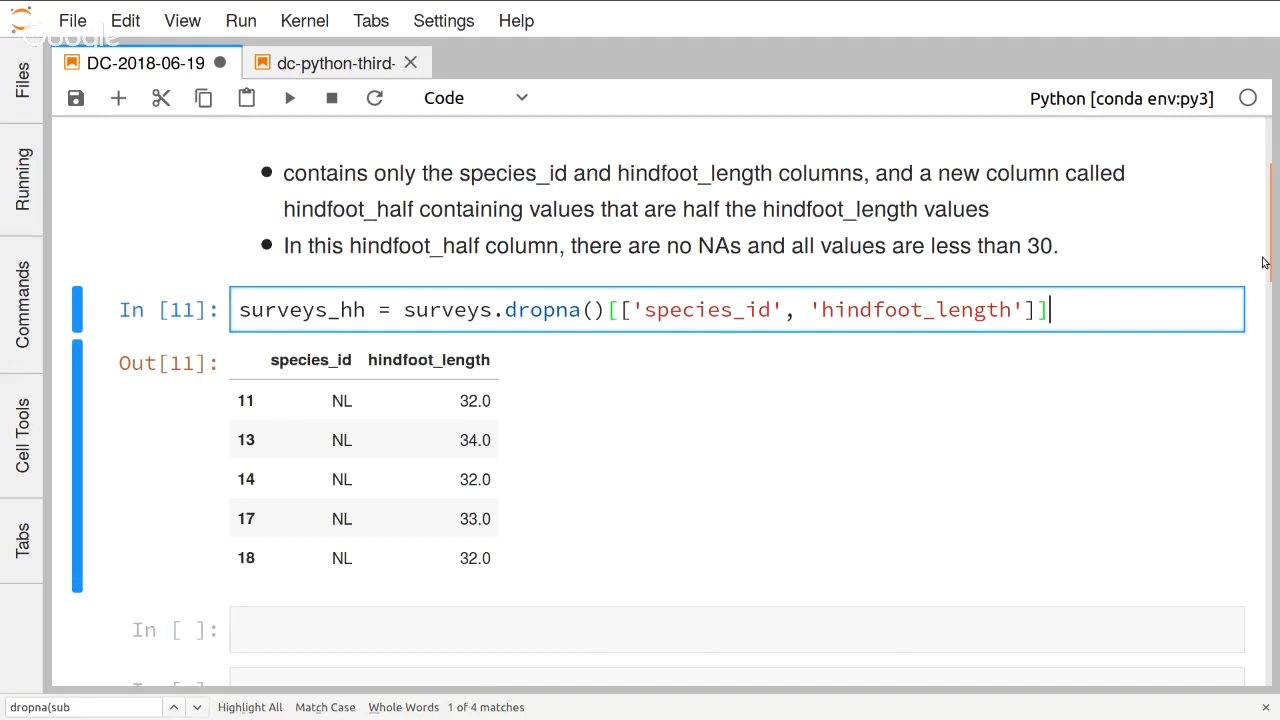 File Edit View Run Kernel Tabs Settings Help
Google
DC-2018-06-19 dc-python-third-
Code Python [conda env:py3]
Files
Running
Commands
Cell Tools
Tabs
• contains only the species_id and hindfoot_length columns, and a new column called
hindfoot_half containing values that are half the hindfoot_length values
• In this hindfoot_half column, there are no NAs and all values are less than 30.
In [11]: surveys_hh = surveys.dropna()[['species_id', 'hindfoot_length']]
Out[11]: species_id hindfoot_length
11 NL 32.0
13 NL 34.0
14 NL 32.0
17 NL 33.0
18 NL 32.0
In [ ]:
dropna(sub Highlight All Match Case Whole Words 1 of 4 matches